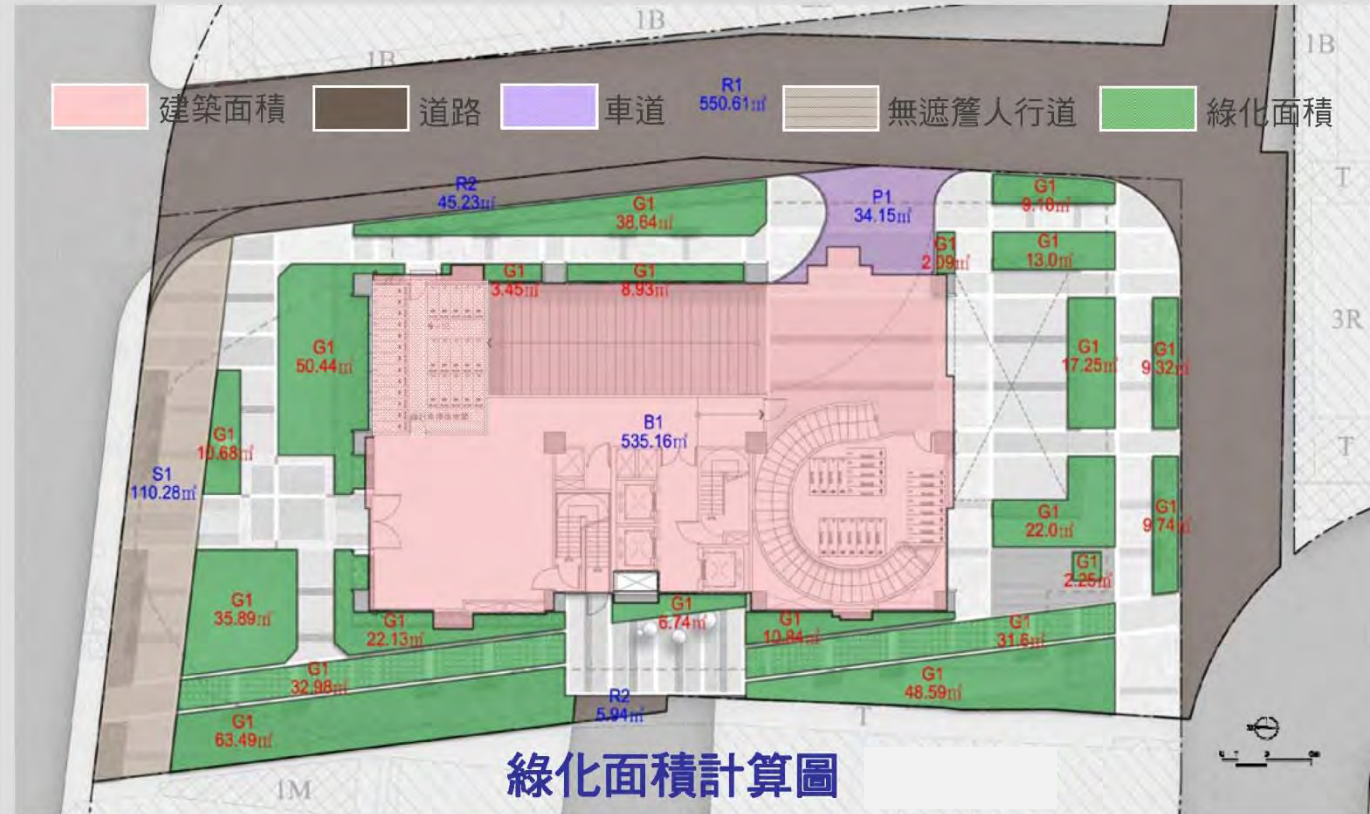 1B
1B
1B
建築面積
道路
車道
R1
550.61㎡
無遮簷人行道
綠化面積
T
R2
45.23㎡
G1
38.64㎡
P1
34.15㎡
G1
9.18㎡
G1
2.09㎡
G1
13.0㎡
G1
3.45㎡
G1
8.93㎡
3R
G1
50.44㎡
G1
17.25㎡
G1
9.32㎡
B1
535.16㎡
G1
10.68㎡
T
S1
110.28㎡
G1
22.0㎡
G1
9.74㎡
G1
2.25㎡
G1
35.89㎡
G1
22.13㎡
G1
6.74㎡
G1
10.84㎡
G1
31.6㎡
G1
32.98㎡
G1
48.59㎡
R2
5.94㎡
T
G1
63.49㎡
綠化面積計算圖
1M